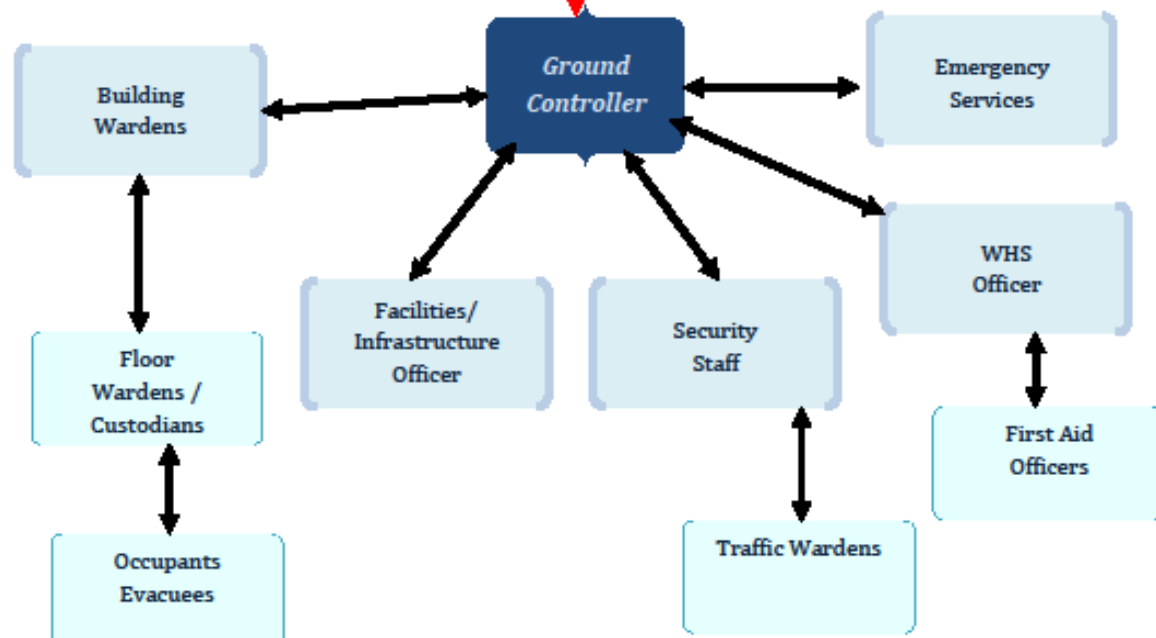 Ground
Controller
Emergency
Services
Building
Wardens
WHS
Officer
Facilities/
Infrastructure
Officer
Security
Staff
Floor
Wardens /
Custodians
First Aid
Officers
Traffic Wardens
Occupants
Evacuees